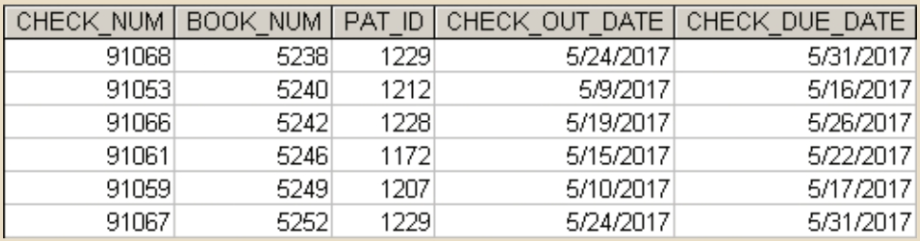 CHECK_NUM BOOK_NUM PAT_ID CHECK_OUT_DATE CHECK_DUE_DATE
91068 5238 1229 5/24/2017 5/31/2017
91053 5240 1212 5/9/2017 5/16/2017
91066 5242 1228 5/19/2017 5/26/2017
91061 5246 1172 5/15/2017 5/22/2017
91059 5249 1207 5/10/2017 5/17/2017
91067 5252 1229 5/24/2017 5/31/2017